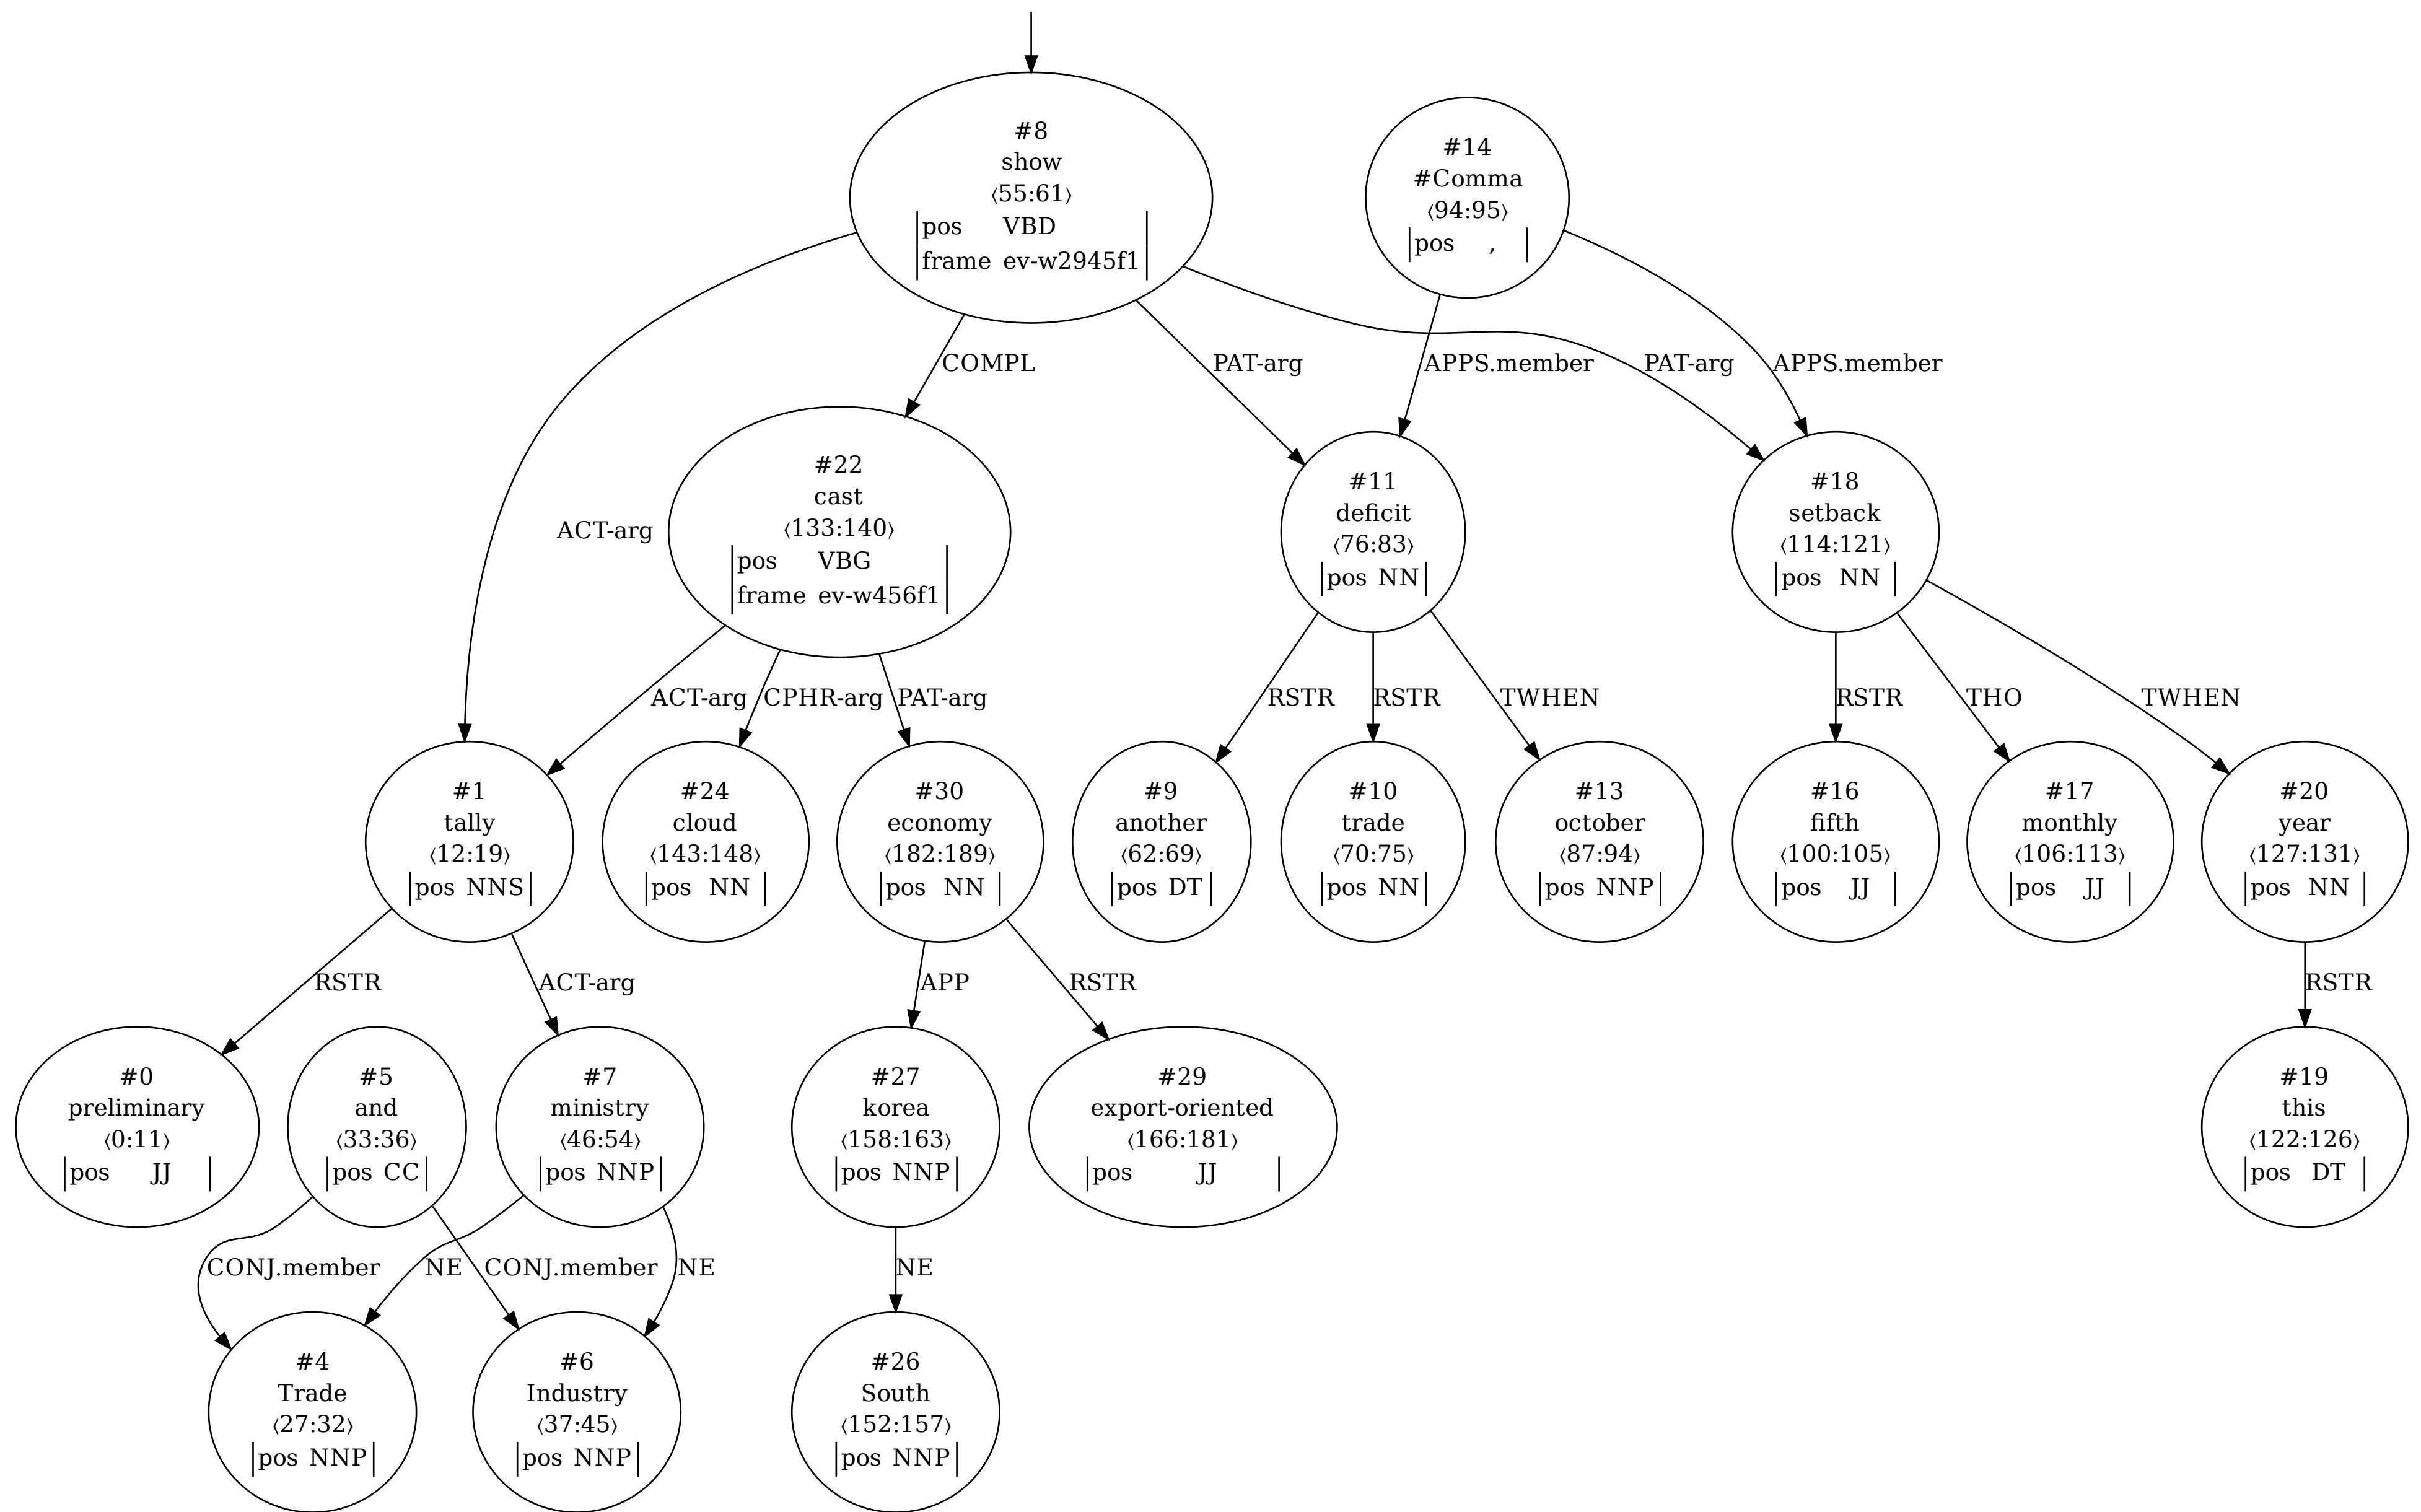 #8
show
⟨55:61⟩
pos VBD
frame ev-w2945f1
#14
#Comma
⟨94:95⟩
pos ,
COMPL
PAT-arg
APPS.member
PAT-arg
APPS.member
ACT-arg
#22
cast
⟨133:140⟩
pos VBG
frame ev-w456f1
#11
deficit
⟨76:83⟩
pos NN
#18
setback
⟨114:121⟩
pos NN
ACT-arg
CPHR-arg
PAT-arg
RSTR
RSTR
TWHEN
RSTR
THO
TWHEN
#1
tally
⟨12:19⟩
pos NNS
#24
cloud
⟨143:148⟩
pos NN
#30
economy
⟨182:189⟩
pos NN
#9
another
⟨62:69⟩
pos DT
#10
trade
⟨70:75⟩
pos NN
#13
october
⟨87:94⟩
pos NNP
#16
fifth
⟨100:105⟩
pos JJ
#17
monthly
⟨106:113⟩
pos JJ
#20
year
⟨127:131⟩
pos NN
RSTR
ACT-arg
APP
RSTR
RSTR
#0
preliminary
⟨0:11⟩
pos JJ
#5
and
⟨33:36⟩
pos CC
#7
ministry
⟨46:54⟩
pos NNP
#27
korea
⟨158:163⟩
pos NNP
#29
export-oriented
⟨166:181⟩
pos JJ
#19
this
⟨122:126⟩
pos DT
CONJ.member
NE
CONJ.member
NE
NE
#4
Trade
⟨27:32⟩
pos NNP
#6
Industry
⟨37:45⟩
pos NNP
#26
South
⟨152:157⟩
pos NNP